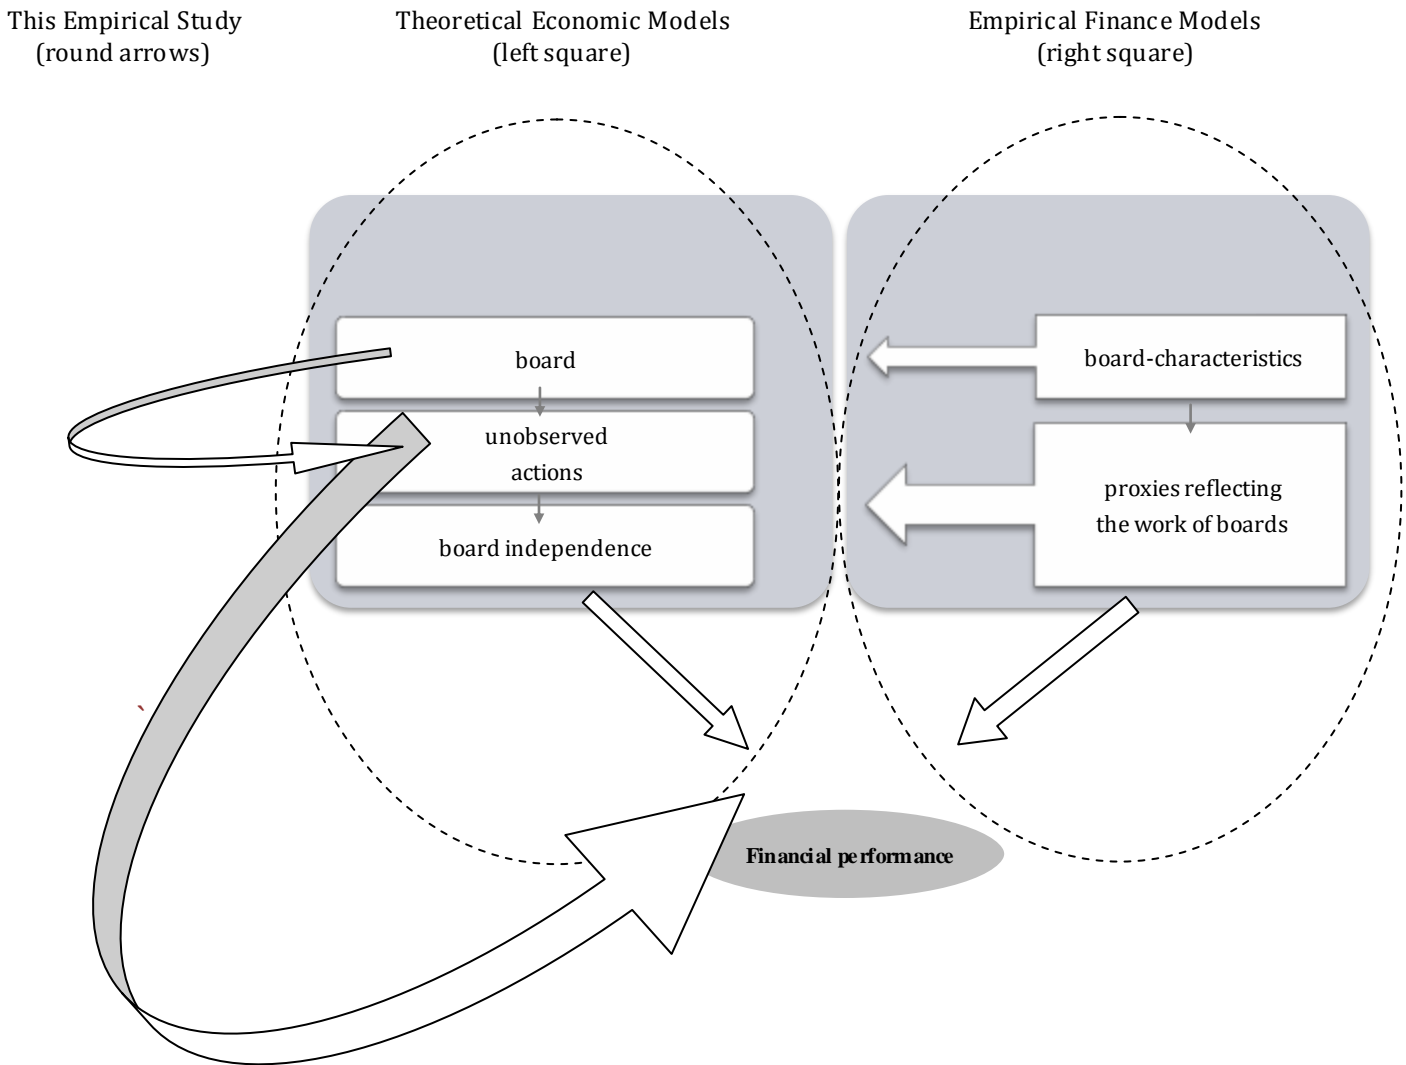 This Empirical Study
(round arrows)
Theoretical Economic Models
(left square)
Empirical Finance Models
(right square)
board
unobserved
actions
board independence
board-characteristics
proxies reflecting
the work of boards
Financial performance